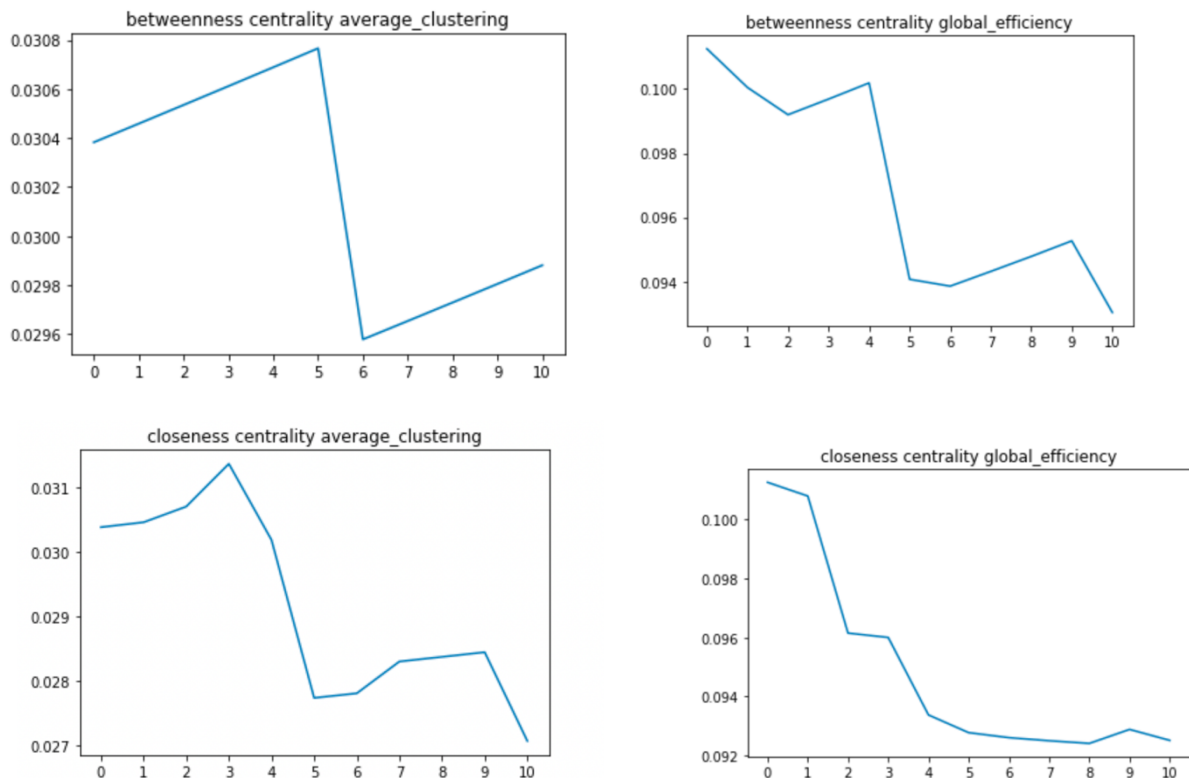 betweenness centrality average_clustering
0.0308
0.0306
0.0304
0.0302
0.0300
0.0298
0.0296
0 1 2 3 4 5 6 7 8 9 10
betweenness centrality global_efficiency
0.100
0.098
0.096
0.094
0 1 2 3 4 5 6 7 8 9 10
closeness centrality average_clustering
0.031
0.030
0.029
0.028
0.027
0 1 2 3 4 5 6 7 8 9 10
closeness centrality global_efficiency
0.100
0.098
0.096
0.094
0.092
0 1 2 3 4 5 6 7 8 9 10